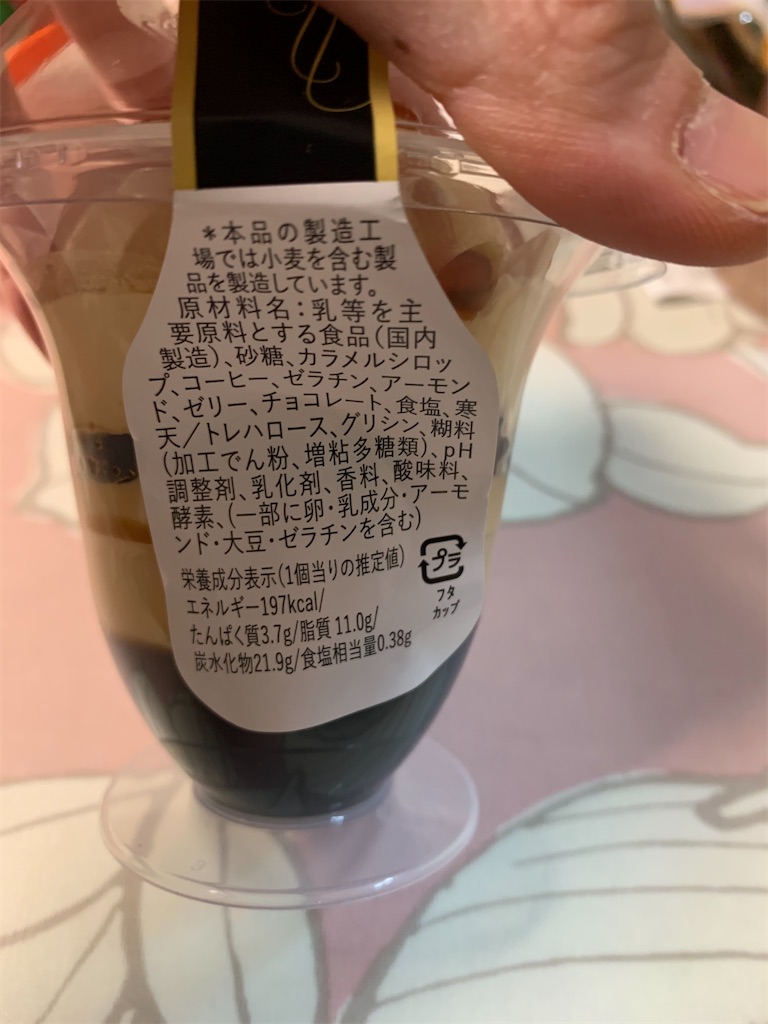 *本品の製造工
場では小麦を含む製
品を製造しています。
原材料名:乳等を主
要原料とする食品(国内
製造)、砂糖、カラメルシロッ
プ、コーヒー、ゼラチン、アーモン
ド、ゼリー、チョコレート、食塩、寒
天/トレハロース、グリシン、糊料
(加工でん粉、増粘多糖類)、pH
調整剤、乳化剤、香料、酸味料、
酵素、(一部に卵・乳成分・アーモ
ンド・大豆・ゼラチンを含む)
栄養成分表示(1個当りの推定値)
エネルギー197kcal/
たんぱく質3.7g/脂質 11.0g/
炭水化物21.9g/食塩相当量0.38g
プラ
フタ
カップ